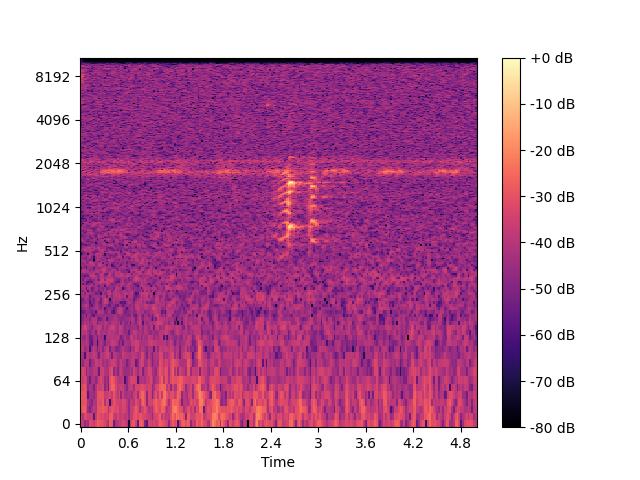 8192
4096
2048
1024
512
256
128
64
0
Hz
0 0.6 1.2 1.8 2.4 3 3.6 4.2 4.8
Time
+0 dB
-10 dB
-20 dB
-30 dB
-40 dB
-50 dB
-60 dB
-70 dB
-80 dB